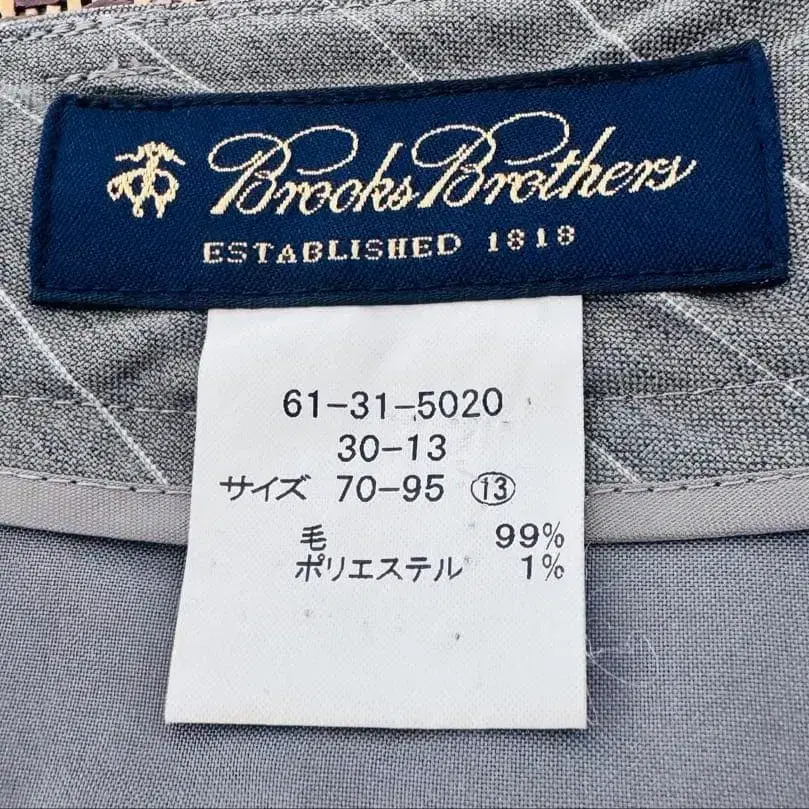 Brooks Brothers
ESTABLISHED 1818
61-31-5020
30-13
サイズ 70-95 ⑬
毛 99%
ポリエステル 1%